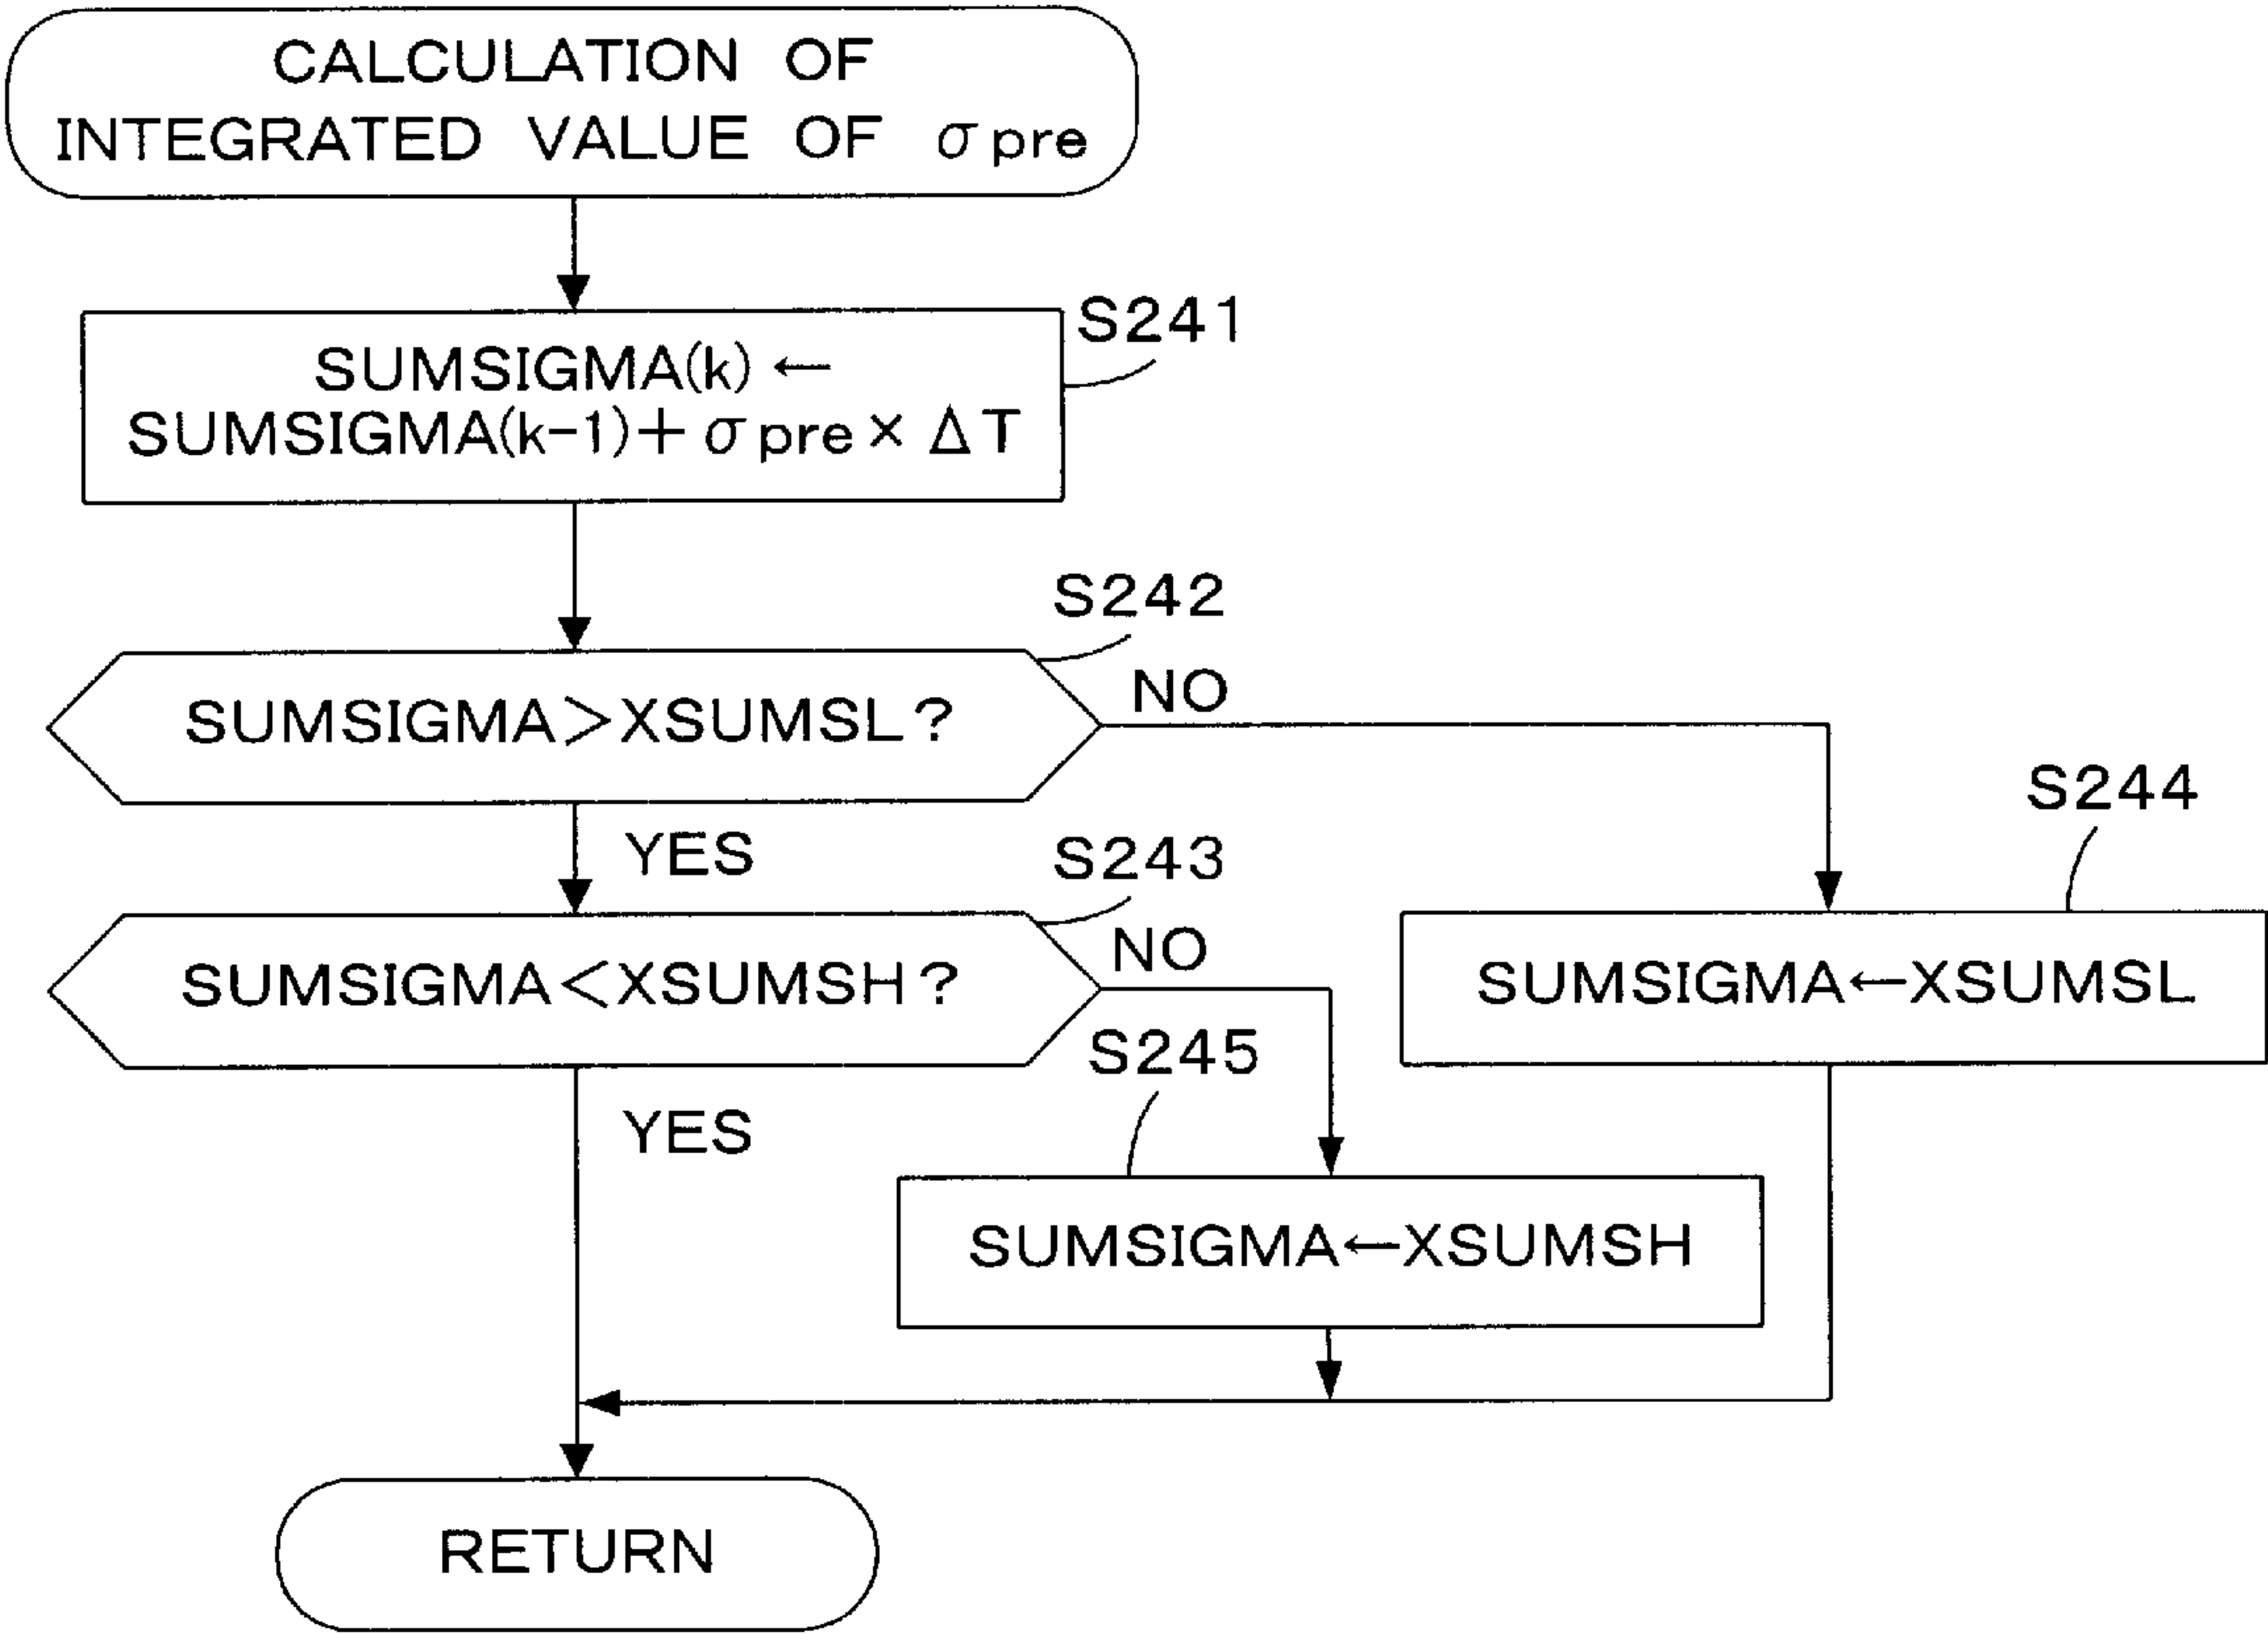 CALCULATION OF
INTEGRATED VALUE OF σpre
S241
SUMSIGMA(k) ←
SUMSIGMA(k-1)+σpre×ΔT
S242
SUMSIGMA>XSUMSL?
NO
YES
S243
S244
SUMSIGMA<XSUMSH?
NO
SUMSIGMA←XSUMSL
S245
YES
SUMSIGMA←XSUMSH
RETURN